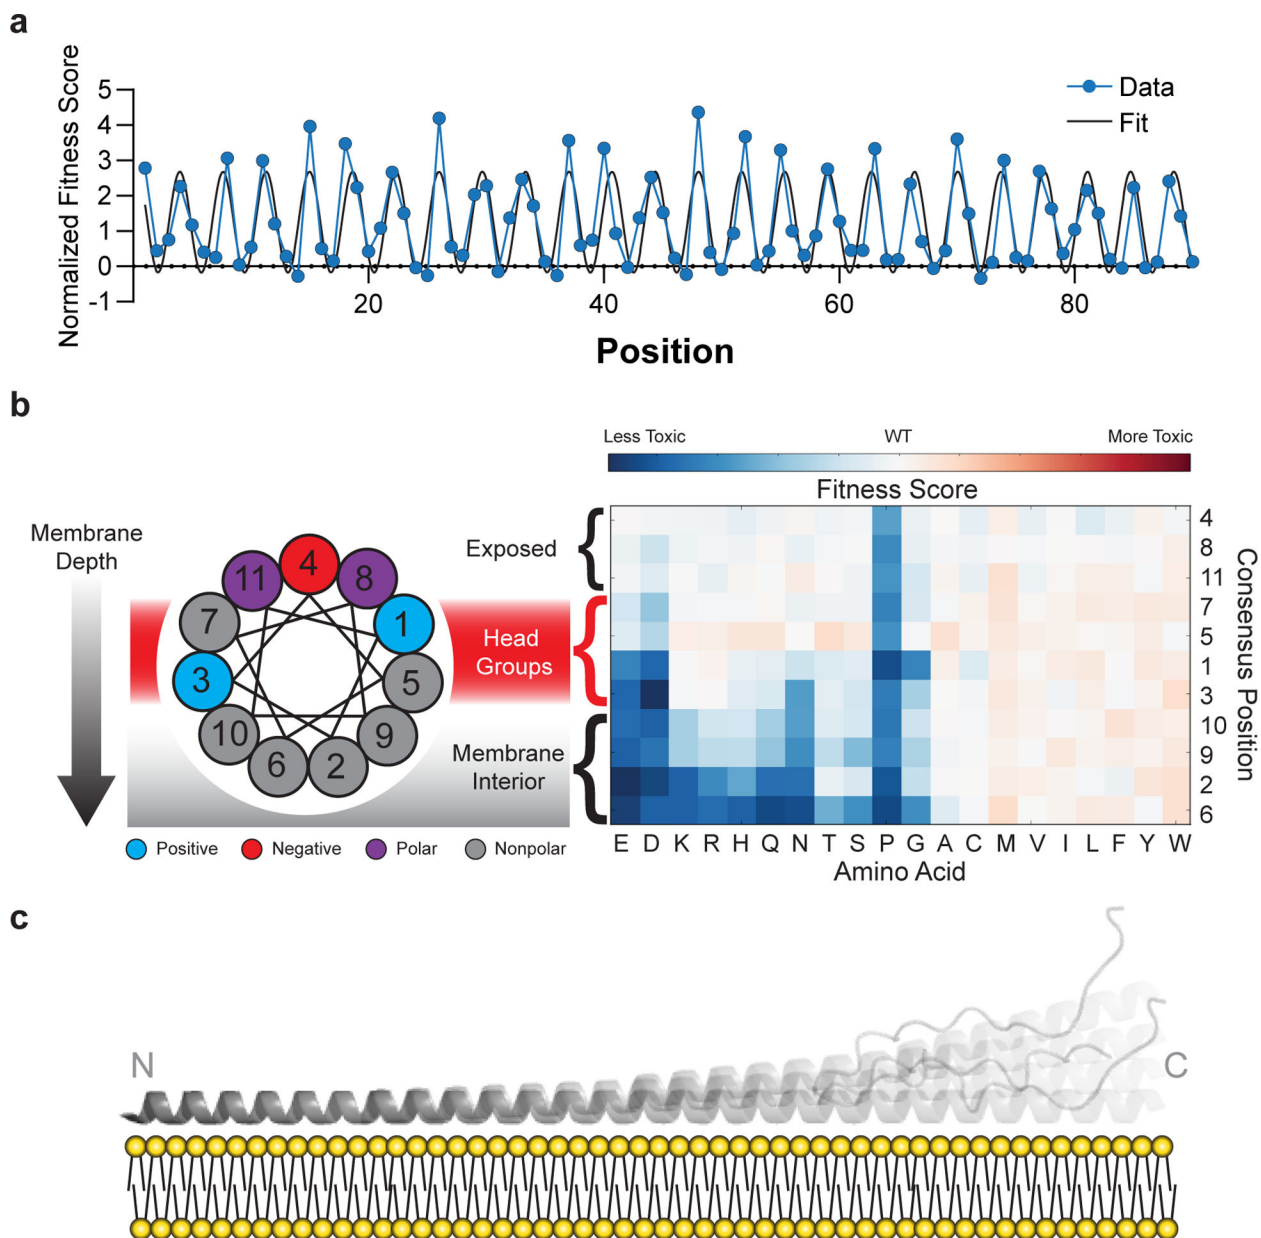 a
Normalized Fitness Score
5
4
3
2
1
0
-1
20
40
60
80
Position
Data
Fit
b
Less Toxic
WT
More Toxic
Fitness Score
Membrane
Depth
4
11
8
7
1
3
5
10
9
6
2
Exposed
Head
Groups
Membrane
Interior
4
8
11
7
5
1
3
10
9
2
6
Consensus Position
E D K R H Q N T S P G A C M V I L F Y W
Amino Acid
Positive
Negative
Polar
Nonpolar
c
N
C